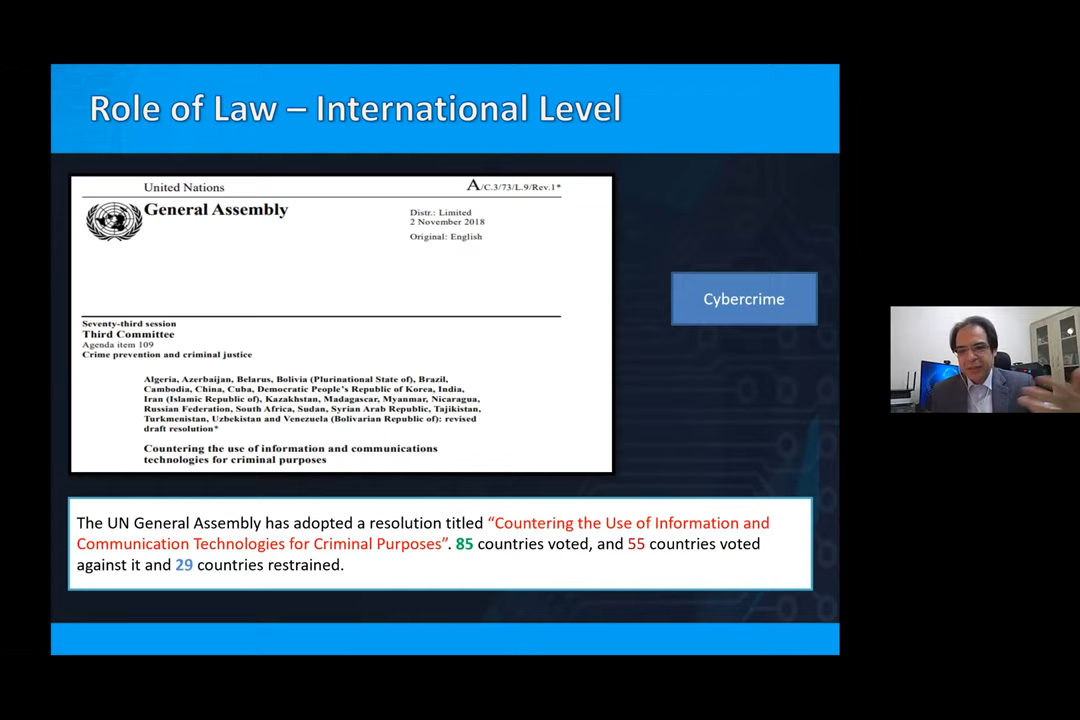 Role of Law – International Level
United Nations
A/C.3/73/L.9/Rev.1*
General Assembly
Distr.: Limited
2 November 2018
Original: English
Seventy-third session
Third Committee
Agenda item 109
Crime prevention and criminal justice
Algeria, Azerbaijan, Belarus, Bolivia (Plurinational State of), Brazil,
Cambodia, China, Cuba, Democratic People's Republic of Korea, India,
Iran (Islamic Republic of), Kazakhstan, Madagascar, Myanmar, Nicaragua,
Russian Federation, South Africa, Sudan, Syrian Arab Republic, Tajikistan,
Turkmenistan, Uzbekistan and Venezuela (Bolivarian Republic of): revised
draft resolution*
Countering the use of information and communications
technologies for criminal purposes
Cybercrime
The UN General Assembly has adopted a resolution titled “Countering the Use of Information and
Communication Technologies for Criminal Purposes”. 85 countries voted, and 55 countries voted
against it and 29 countries restrained.